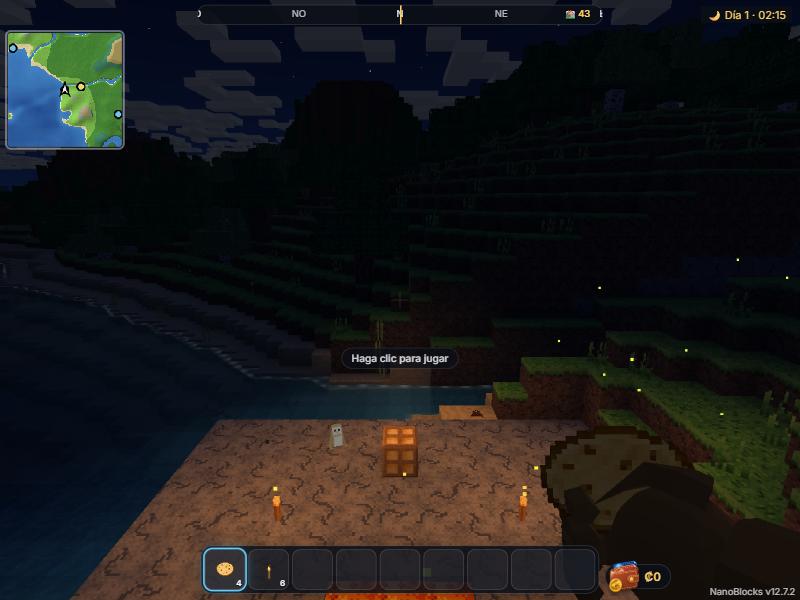 NO
N
NE
43
Día 1 · 02:15
Haga clic para jugar
4
6
₡0
NanoBlocks v12.7.2